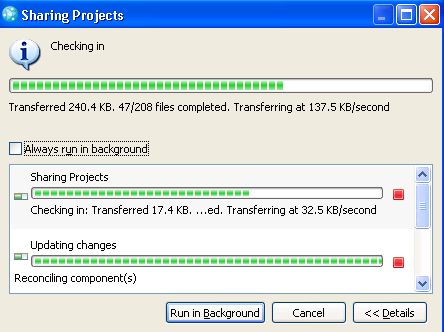 Sharing Projects
Checking in
Transferred 240.4 KB. 47/208 files completed. Transferring at 137.5 KB/second
Always run in background
Sharing Projects
Checking in: Transferred 17.4 KB. ...ed. Transferring at 32.5 KB/second
Updating changes
Reconciling component(s)
Run in Background
Cancel
<< Details